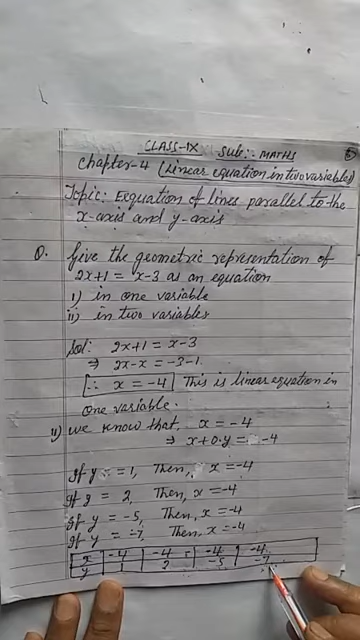 CLASS-IX Sub:- MATHS
Chapter-4 (Linear equation in two variables)
Topic: Equation of lines parallel to the
x-axis and y-axis
Q. Give the geometric representation of
2x+1 = x-3 as an equation
i) in one variable
ii) in two variables
Sol: 2x+1 = x-3
⇒ 2x-x = -3-1
∴ x = -4 This is linear equation in
one variable.
ii) we know that, x = -4
⇒ x+0.y = -4
If y = 1, Then, x = -4
If y = 2, Then, x = -4
If y = -5, Then, x = -4
If y = -7, Then, x = -4
x -4 -4 -4 -4
y 1 2 -5 -7